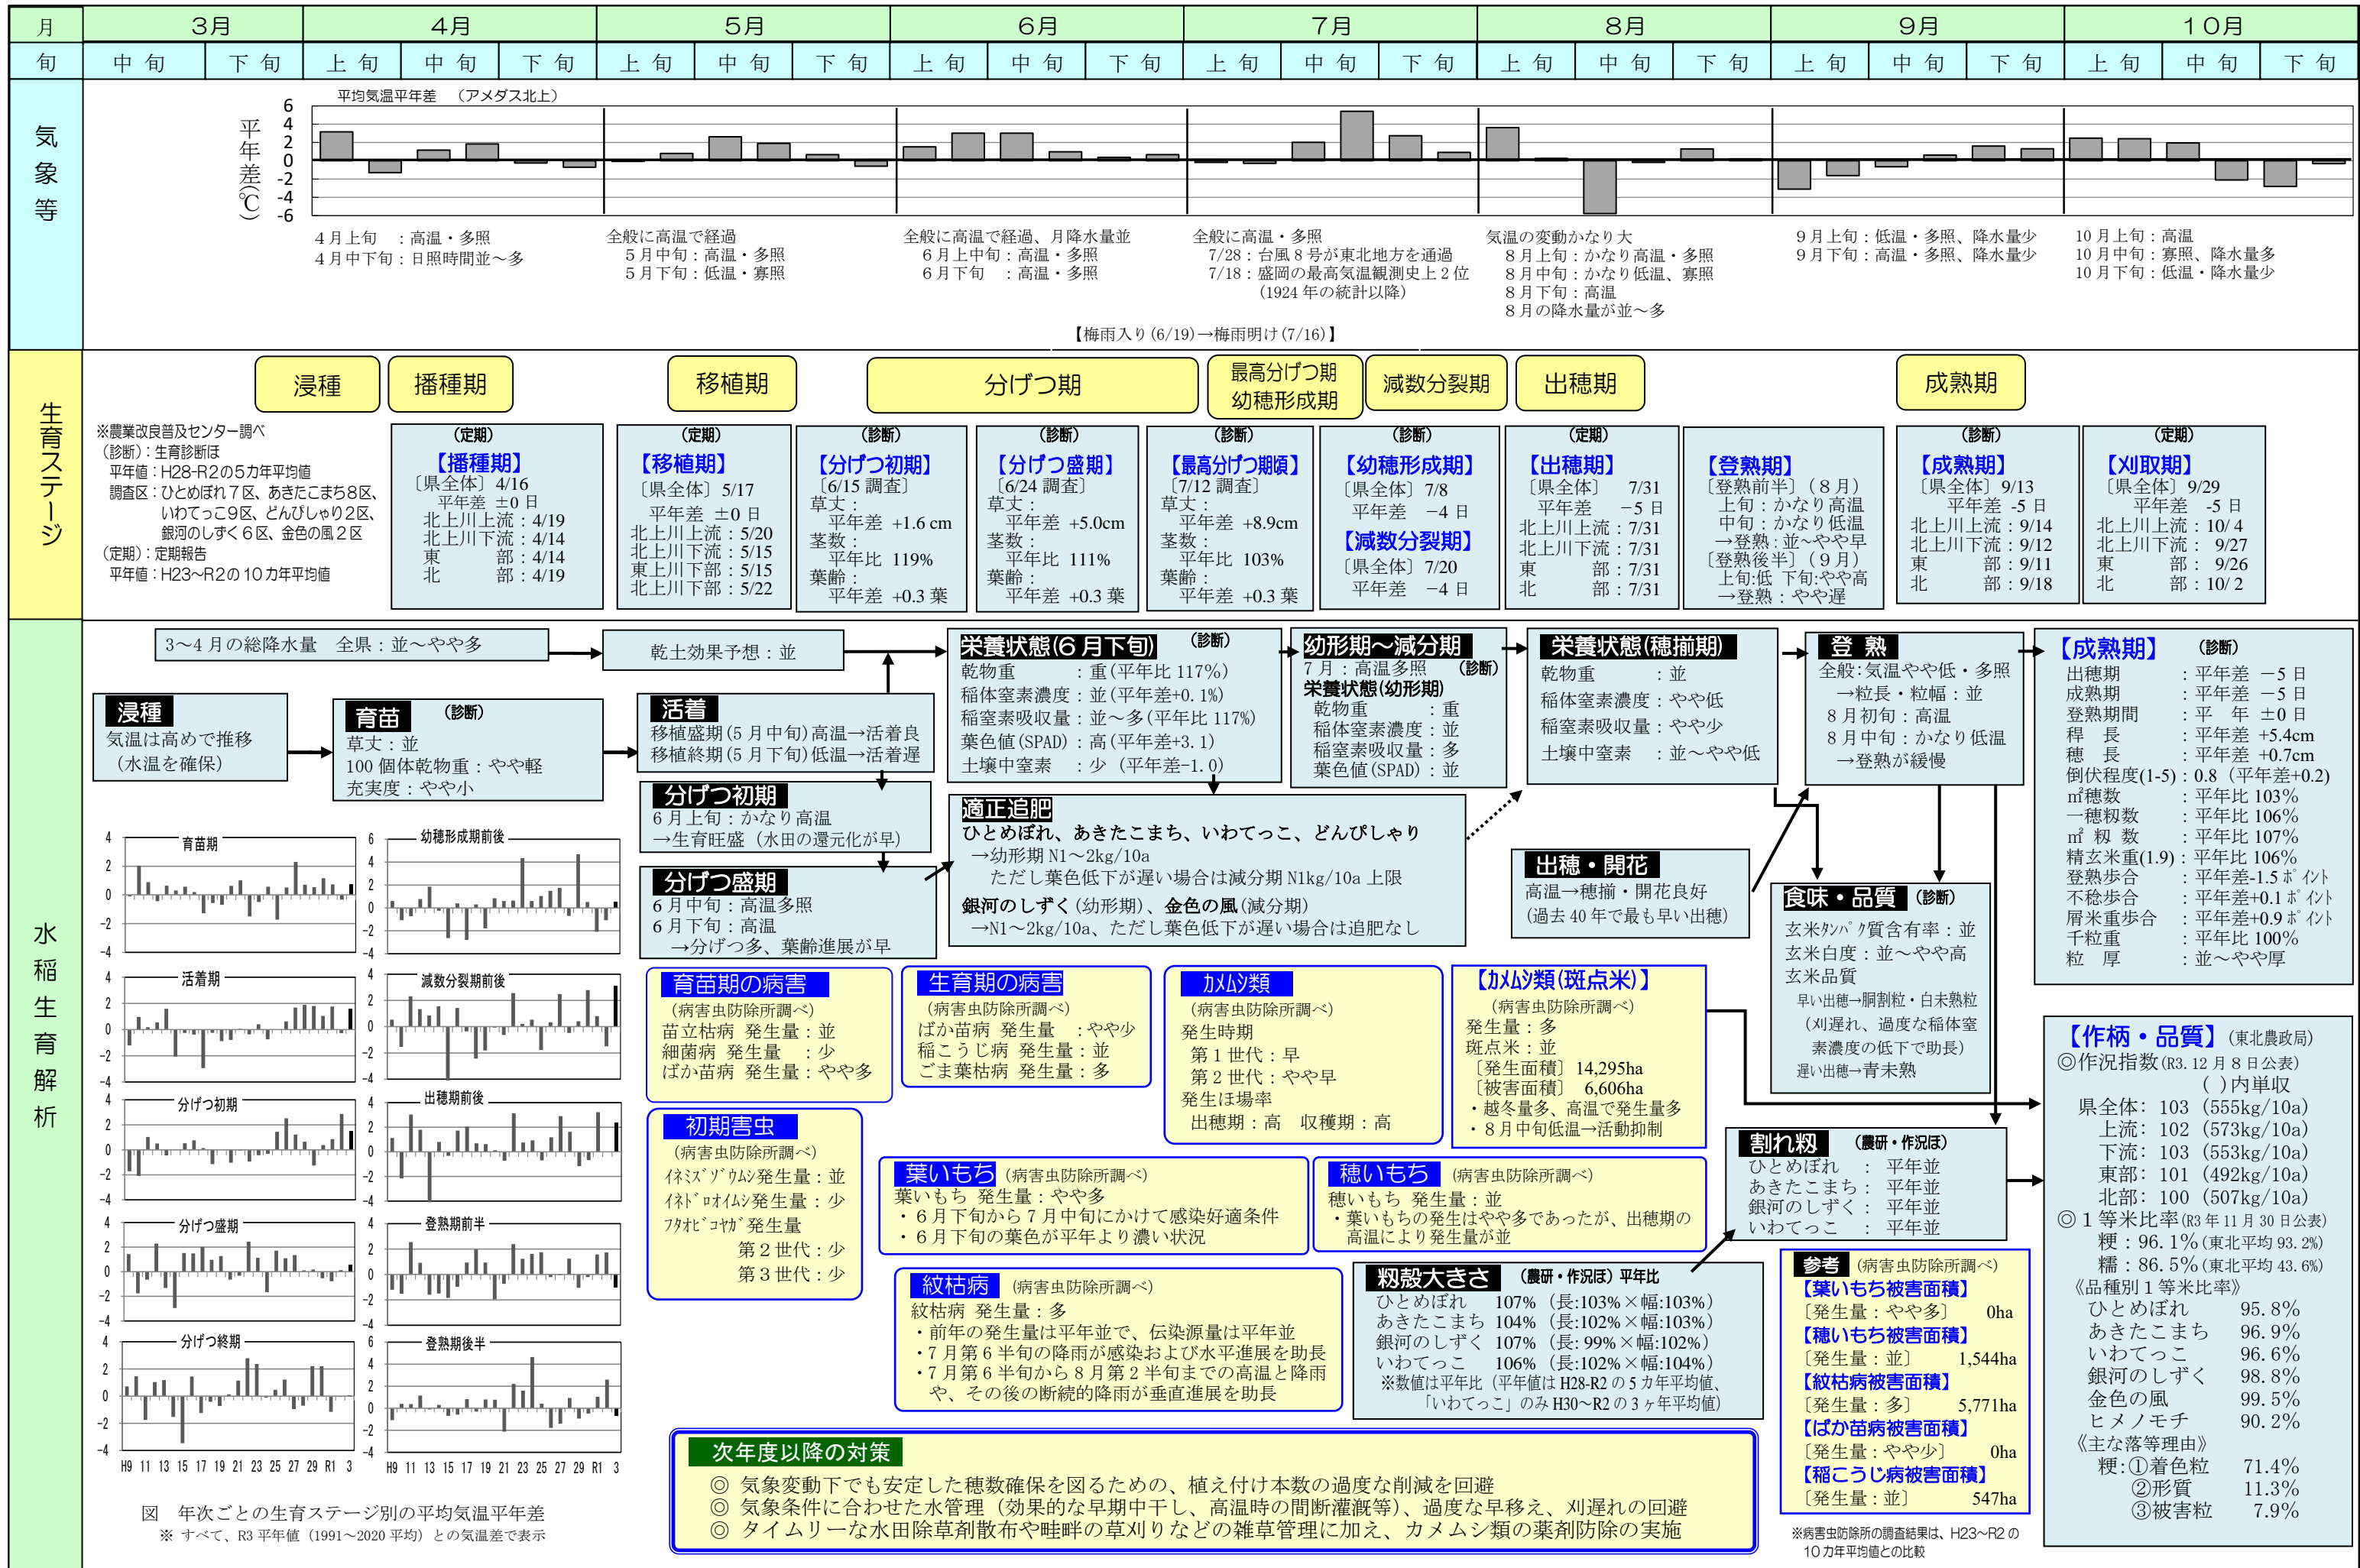 月 3月 4月 5月 6月 7月 8月 9月 10月
旬 中旬 下旬 上旬 中旬 下旬 上旬 中旬 下旬 上旬 中旬 下旬 上旬 中旬 下旬 上旬 中旬 下旬 上旬 中旬 下旬 上旬 中旬 下旬
気象等
平均気温平年差 (アメダス北上)
平年差(℃)
6
4
2
0
-2
-4
-6
4月上旬 :高温・多照
4月中下旬:日照時間並~多
全般に高温で経過
5月中旬:高温・多照
5月下旬:低温・寡照
全般に高温で経過、月降水量並
6月上中旬:高温・多照
6月下旬 :高温・多照
全般に高温・多照
7/28:台風8号が東北地方を通過
7/18:盛岡の最高気温観測史上2位
(1924年の統計以降)
気温の変動かなり大
8月上旬:かなり高温・多照
8月中旬:かなり低温、寡照
8月下旬:高温
8月の降水量が並~多
9月上旬:低温・多照、降水量少
9月下旬:高温・多照、降水量少
10月上旬:高温
10月中旬:寡照、降水量多
10月下旬:低温・降水量少
【梅雨入り(6/19)→梅雨明け(7/16)】
生育ステージ
浸種
播種期
移植期
分げつ期
最高分げつ期
幼穂形成期
減数分裂期
出穂期
成熟期
※農業改良普及センター調べ
(診断):生育診断ほ
平年値:H28-R2の5カ年平均値
調査区:ひとめぼれ7区、あきたこまち8区、
いわてっこ9区、どんぴしゃり2区、
銀河のしずく6区、金色の風2区
(定期):定期報告
平年値:H23~R2の10カ年平均値
(定期)
【播種期】
〔県全体〕4/16
平年差 ±0日
北上川上流:4/19
北上川下流:4/14
東 部:4/14
北 部:4/19
(定期)
【移植期】
〔県全体〕5/17
平年差 ±0日
北上川上流:5/20
北上川下流:5/15
東上川下部:5/15
北上川下部:5/22
(診断)
【分げつ初期】
〔6/15調査〕
草丈:
平年差 +1.6cm
茎数:
平年比 119%
葉齢:
平年差 +0.3葉
(診断)
【分げつ盛期】
〔6/24調査〕
草丈:
平年差 +5.0cm
茎数:
平年比 111%
葉齢:
平年差 +0.3葉
(診断)
【最高分げつ期頃】
〔7/12調査〕
草丈:
平年差 +8.9cm
茎数:
平年比 103%
葉齢:
平年差 +0.3葉
(診断)
【幼穂形成期】
〔県全体〕7/8
平年差 −4日
【減数分裂期】
〔県全体〕7/20
平年差 −4日
(定期)
【出穂期】
〔県全体〕 7/31
平年差 −5日
北上川上流:7/31
北上川下流:7/31
東 部:7/31
北 部:7/31
【登熟期】
〔登熟前半〕(8月)
上旬:かなり高温
中旬:かなり低温
→登熟:並~やや早
〔登熟後半〕(9月)
上旬:低 下旬:やや高
→登熟:やや遅
(診断)
【成熟期】
〔県全体〕9/13
平年差 -5日
北上川上流:9/14
北上川下流:9/12
東 部:9/11
北 部:9/18
(定期)
【刈取期】
〔県全体〕9/29
平年差 -5日
北上川上流:10/4
北上川下流:9/27
東 部:9/26
北 部:10/2
水稲生育解析
3~4月の総降水量 全県:並~やや多
乾土効果予想:並
浸種
気温は高めで推移
(水温を確保)
育苗 (診断)
草丈:並
100個体乾物重:やや軽
充実度:やや小
活着
移植盛期(5月中旬)高温→活着良
移植終期(5月下旬)低温→活着遅
分げつ初期
6月上旬:かなり高温
→生育旺盛(水田の還元化が早)
分げつ盛期
6月中旬:高温多照
6月下旬:高温
→分げつ多、葉齢進展が早
栄養状態(6月下旬) (診断)
乾物重 :重(平年比117%)
稲体窒素濃度:並(平年差+0.1%)
稲窒素吸収量:並~多(平年比117%)
葉色値(SPAD):高(平年差+3.1)
土壌中窒素 :少 (平年差-1.0)
適正追肥
ひとめぼれ、あきたこまち、いわてっこ、どんぴしゃり
→幼形期N1~2kg/10a
ただし葉色低下が遅い場合は減分期N1kg/10a上限
銀河のしずく(幼形期)、金色の風(減分期)
→N1~2kg/10a、ただし葉色低下が遅い場合は追肥なし
幼形期~減分期
7月:高温多照 (診断)
栄養状態(幼形期)
乾物重 :重
稲体窒素濃度:並
稲窒素吸収量:多
葉色値(SPAD):並
栄養状態(穂揃期)
乾物重 :並
稲体窒素濃度:やや低
稲窒素吸収量:やや少
土壌中窒素 :並~やや低
出穂・開花
高温→穂揃・開花良好
(過去40年で最も早い出穂)
登熟
全般:気温やや低・多照
→粒長・粒幅:並
8月初旬:高温
8月中旬:かなり低温
→登熟が緩慢
食味・品質 (診断)
玄米タンパク質含有率:並
玄米白度:並~やや高
玄米品質
早い出穂→胴割粒・白未熟粒
(刈遅れ、過度な稲体窒
素濃度の低下で助長)
遅い出穂→青未熟
【成熟期】 (診断)
出穂期 :平年差 −5日
成熟期 :平年差 −5日
登熟期間 :平 年 ±0日
稈 長 :平年差 +5.4cm
穂 長 :平年差 +0.7cm
倒伏程度(1-5):0.8(平年差+0.2)
㎡穂数 :平年比 103%
一穂籾数 :平年比 106%
㎡籾数 :平年比 107%
精玄米重(1.9):平年比 106%
登熟歩合 :平年差-1.5ポイント
不稔歩合 :平年差+0.1ポイント
屑米重歩合 :平年差+0.9ポイント
千粒重 :平年比 100%
粒 厚 :並~やや厚
育苗期
活着期
分げつ初期
分げつ盛期
分げつ終期
幼穂形成期前後
減数分裂期前後
出穂期前後
登熟期前半
登熟期後半
H9 11 13 15 17 19 21 23 25 27 29 R1 3
H9 11 13 15 17 19 21 23 25 27 29 R1 3
図 年次ごとの生育ステージ別の平均気温平年差
※ すべて、R3平年値(1991~2020平均)との気温差で表示
育苗期の病害
(病害虫防除所調べ)
苗立枯病 発生量:並
細菌病 発生量 :少
ばか苗病 発生量:やや多
生育期の病害
(病害虫防除所調べ)
ばか苗病 発生量 :やや少
稲こうじ病 発生量:並
ごま葉枯病 発生量:多
カメムシ類
(病害虫防除所調べ)
発生時期
第1世代:早
第2世代:やや早
発生ほ場率
出穂期:高 収穫期:高
【カメムシ類(斑点米)】
(病害虫防除所調べ)
発生量:多
斑点米:並
〔発生面積〕14,295ha
〔被害面積〕 6,606ha
・越冬量多、高温で発生量多
・8月中旬低温→活動抑制
初期害虫
(病害虫防除所調べ)
イネミズゾウムシ発生量:並
イネドロオイムシ発生量:少
フタオビコヤガ発生量
第2世代:少
第3世代:少
葉いもち (病害虫防除所調べ)
葉いもち 発生量:やや多
・6月下旬から7月中旬にかけて感染好適条件
・6月下旬の葉色が平年より濃い状況
穂いもち (病害虫防除所調べ)
穂いもち 発生量:並
・葉いもちの発生はやや多であったが、出穂期の
高温により発生量が並
紋枯病 (病害虫防除所調べ)
紋枯病 発生量:多
・前年の発生量は平年並で、伝染源量は平年並
・7月第6半旬の降雨が感染および水平進展を助長
・7月第6半旬から8月第2半旬までの高温と降雨
や、その後の断続的降雨が垂直進展を助長
籾殻大きさ (農研・作況ほ)平年比
ひとめぼれ 107%(長:103%×幅:103%)
あきたこまち 104%(長:102%×幅:103%)
銀河のしずく 107%(長: 99%×幅:102%)
いわてっこ 106%(長:102%×幅:104%)
※数値は平年比(平年値はH28-R2の5カ年平均値、
「いわてっこ」のみH30~R2の3ヶ年平均値)
割れ籾 (農研・作況ほ)
ひとめぼれ : 平年並
あきたこまち: 平年並
銀河のしずく: 平年並
いわてっこ : 平年並
参考 (病害虫防除所調べ)
【葉いもち被害面積】
〔発生量:やや多〕 0ha
【穂いもち被害面積】
〔発生量:並〕 1,544ha
【紋枯病被害面積】
〔発生量:多〕 5,771ha
【ばか苗病被害面積】
〔発生量:やや少〕 0ha
【稲こうじ病被害面積】
〔発生量:並〕 547ha
※病害虫防除所の調査結果は、H23~R2の
10カ年平均値との比較
【作柄・品質】(東北農政局)
◎作況指数(R3.12月8日公表)
( )内単収
県全体:103(555kg/10a)
上流:102(573kg/10a)
下流:103(553kg/10a)
東部:101(492kg/10a)
北部:100(507kg/10a)
◎1等米比率(R3年11月30日公表)
粳:96.1%(東北平均93.2%)
糯:86.5%(東北平均43.6%)
《品種別1等米比率》
ひとめぼれ 95.8%
あきたこまち 96.9%
いわてっこ 96.6%
銀河のしずく 98.8%
金色の風 99.5%
ヒメノモチ 90.2%
《主な落等理由》
粳:①着色粒 71.4%
②形質 11.3%
③被害粒 7.9%
次年度以降の対策
◎ 気象変動下でも安定した穂数確保を図るための、植え付け本数の過度な削減を回避
◎ 気象条件に合わせた水管理(効果的な早期中干し、高温時の間断灌漑等)、過度な早移え、刈遅れの回避
◎ タイムリーな水田除草剤散布や畦畔の草刈りなどの雑草管理に加え、カメムシ類の薬剤防除の実施